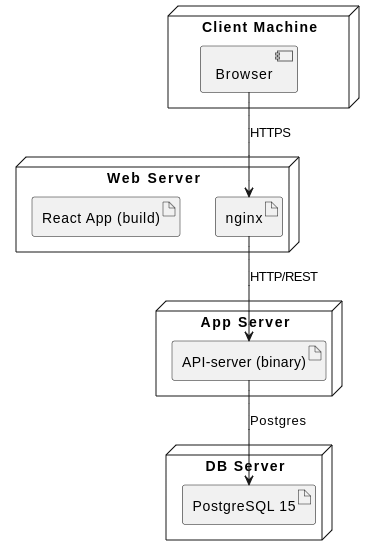 Client Machine
Browser
HTTPS
Web Server
React App (build)
nginx
HTTP/REST
App Server
API-server (binary)
Postgres
DB Server
PostgreSQL 15